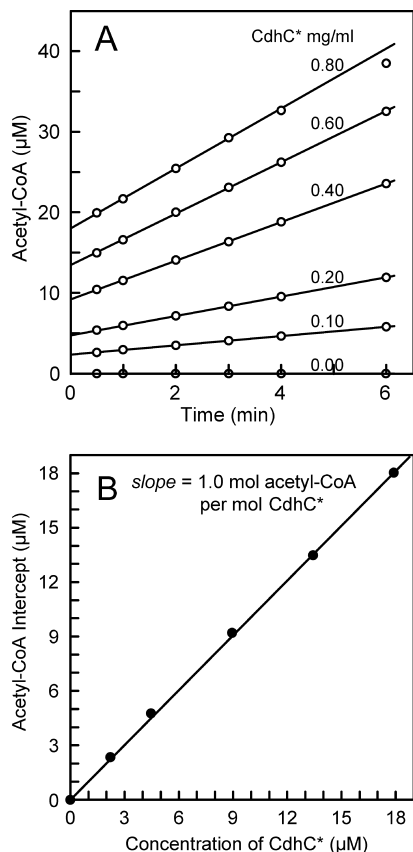 A
CdhC* mg/ml
0.80
0.60
0.40
0.20
0.10
0.00
Acetyl-CoA (µM)
40
30
20
10
0
0 2 4 6
Time (min)
B
slope = 1.0 mol acetyl-CoA
per mol CdhC*
Acetyl-CoA Intercept (µM)
18
15
12
9
6
3
0
0 3 6 9 12 15 18
Concentration of CdhC* (µM)